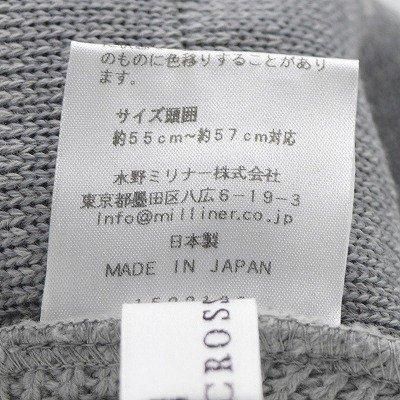 のものに色移りすることがあり
ます。
サイズ頭囲
約55cm～約57cm対応
水野ミリナー株式会社
東京都墨田区八広6-19-3
Info@milliner.co.jp
日本製
MADE IN JAPAN
CROSS